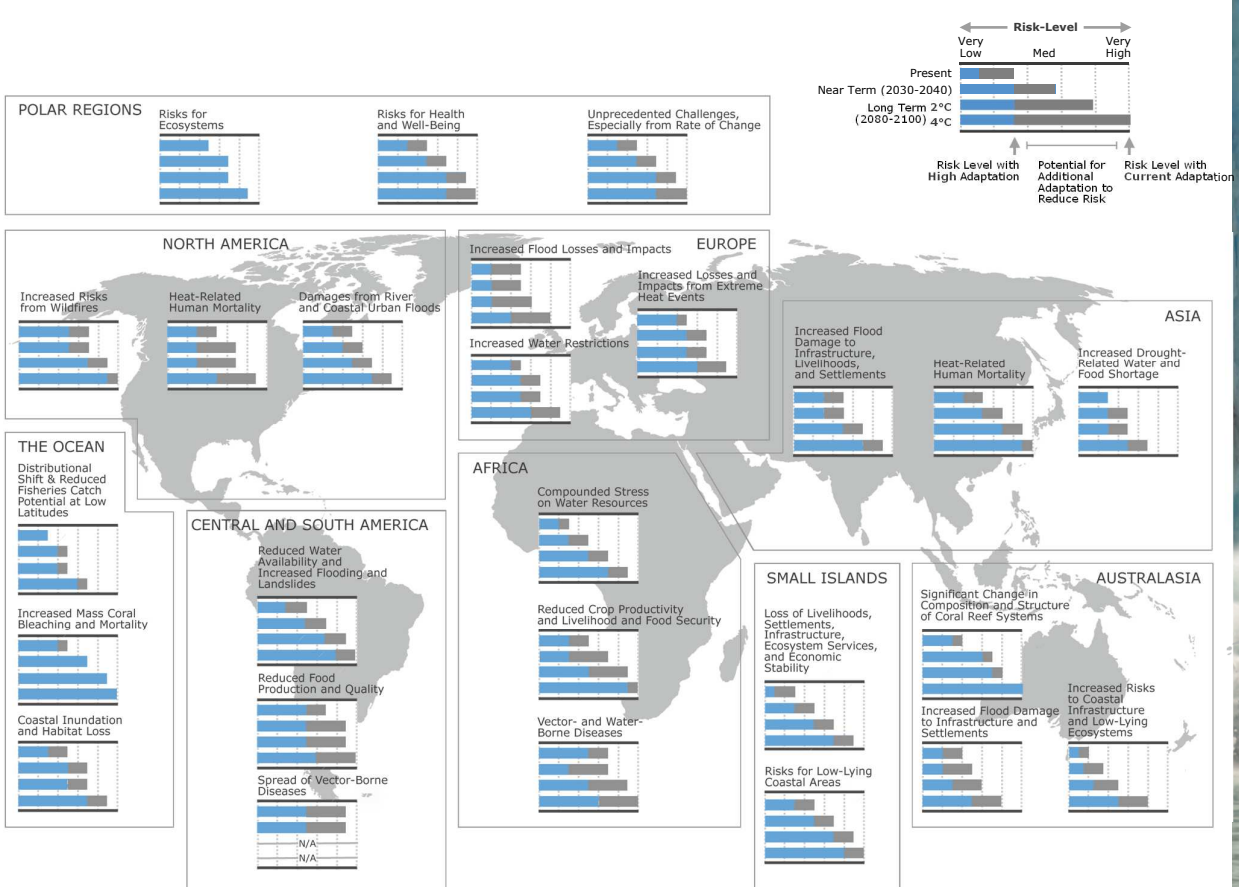 Risk-Level
Very Low
Med
Very High
Present
Near Term (2030-2040)
Long Term 2°C
(2080-2100) 4°C
Risk Level with
High Adaptation
Potential for
Additional
Adaptation to
Reduce Risk
Risk Level with
Current Adaptation
POLAR REGIONS
Risks for
Ecosystems
Risks for Health
and Well-Being
Unprecedented Challenges,
Especially from Rate of Change
NORTH AMERICA
Increased Risks
from Wildfires
Heat-Related
Human Mortality
Damages from River
and Coastal Urban Floods
EUROPE
Increased Flood Losses and Impacts
Increased Losses and
Impacts from Extreme
Heat Events
Increased Water Restrictions
ASIA
Increased Flood
Damage to
Infrastructure,
Livelihoods,
and Settlements
Heat-Related
Human Mortality
Increased Drought-
Related Water and
Food Shortage
THE OCEAN
Distributional
Shift & Reduced
Fisheries Catch
Potential at Low
Latitudes
Increased Mass Coral
Bleaching and Mortality
Coastal Inundation
and Habitat Loss
CENTRAL AND SOUTH AMERICA
Reduced Water
Availability and
Increased Flooding and
Landslides
Reduced Food
Production and Quality
Spread of Vector-Borne
Diseases
N/A
N/A
AFRICA
Compounded Stress
on Water Resources
Reduced Crop Productivity
and Livelihood and Food Security
Vector- and Water-
Borne Diseases
SMALL ISLANDS
Loss of Livelihoods,
Settlements,
Infrastructure,
Ecosystem Services,
and Economic
Stability
Risks for Low-Lying
Coastal Areas
AUSTRALASIA
Significant Change in
Composition and Structure
of Coral Reef Systems
Increased Flood Damage
to Infrastructure and
Settlements
Increased Risks
to Coastal
Infrastructure
and Low-Lying
Ecosystems